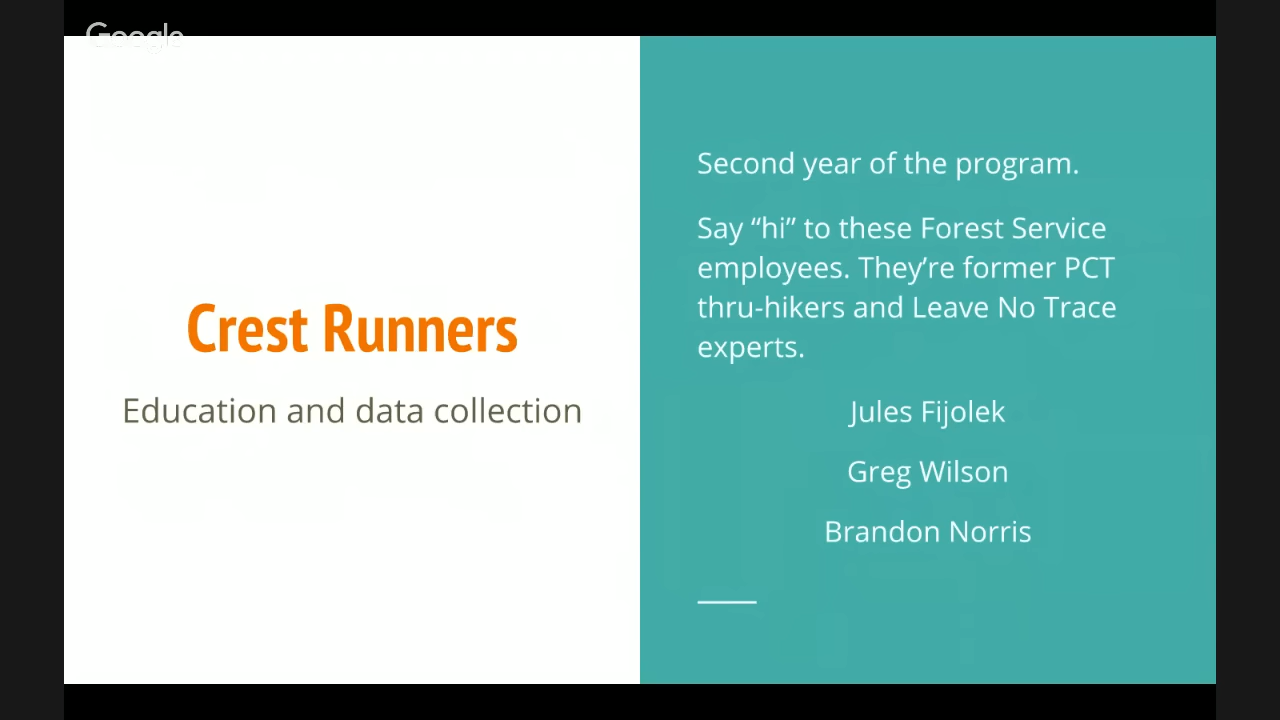 Google
Crest Runners
Education and data collection
Second year of the program.
Say “hi” to these Forest Service
employees. They’re former PCT
thru-hikers and Leave No Trace
experts.
Jules Fijolek
Greg Wilson
Brandon Norris